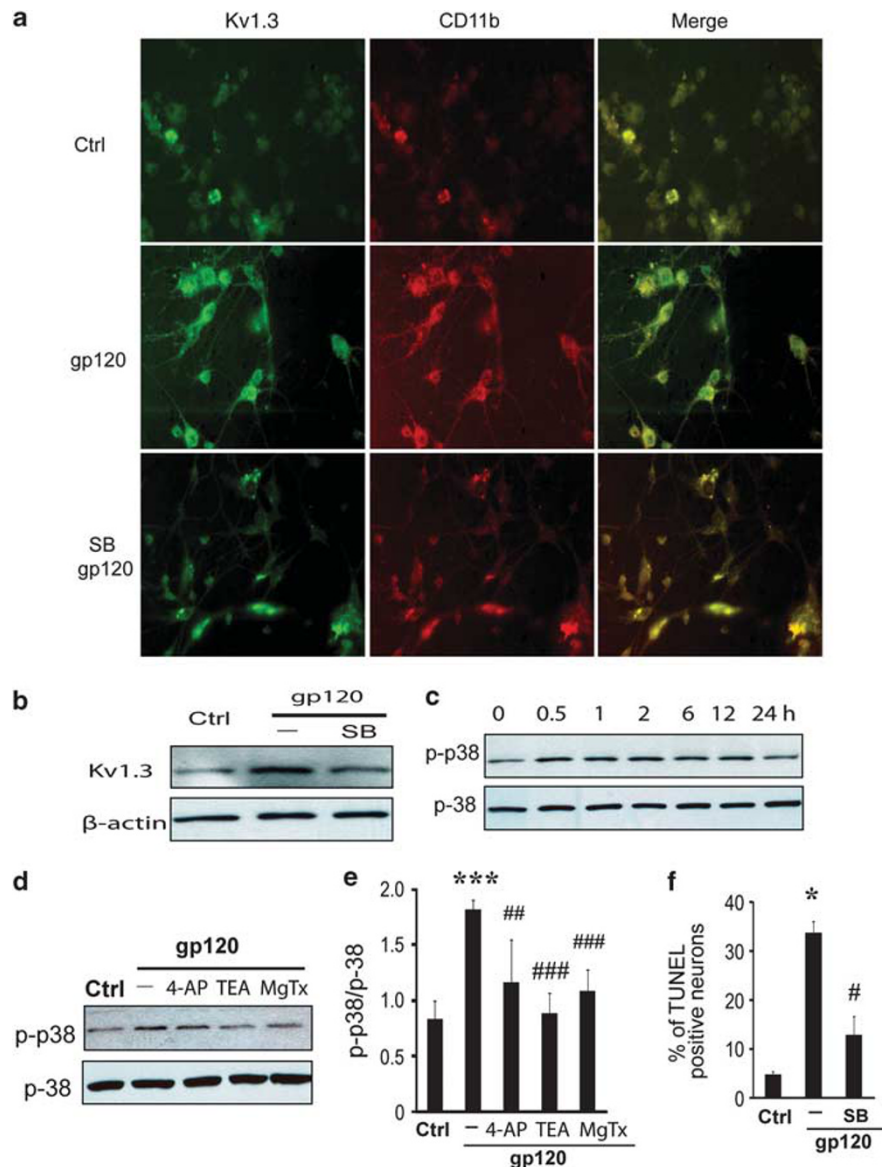 a
Kv1.3 CD11b Merge
Ctrl
gp120
SB
gp120
b
gp120
Ctrl — SB
Kv1.3
β-actin
c
0 0.5 1 2 6 12 24 h
p-p38
p-38
d
gp120
Ctrl — 4-AP TEA MgTx
p-p38
p-38
e
p-p38/p-38
2.0
1.5
1.0
0.5
0
***
##
###
###
Ctrl — 4-AP TEA MgTx
gp120
f
% of TUNEL
positive neurons
40
30
20
10
0
*
#
Ctrl — SB
gp120